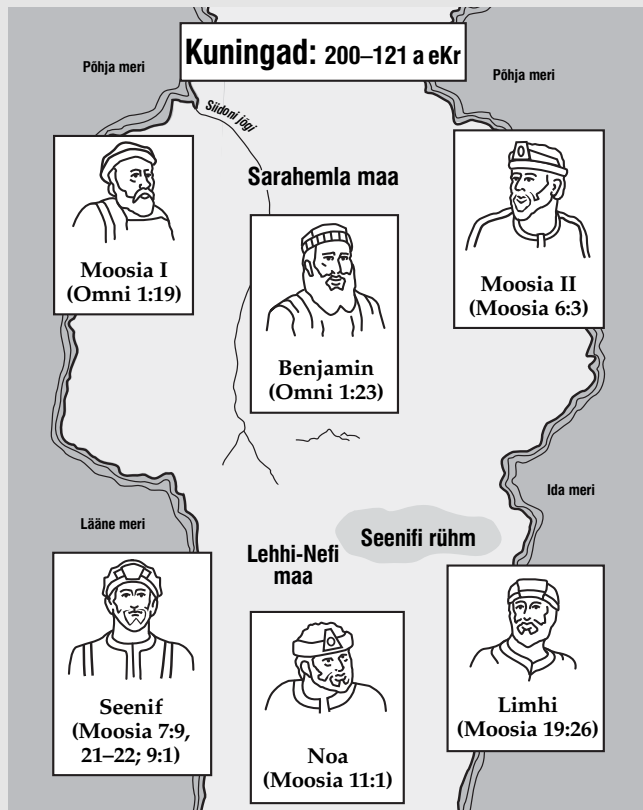 Kuningad: 200–121 a eKr
Põhja meri
Põhja meri
Siidoni jõgi
Sarahemla maa
Moosia I
(Omni 1:19)
Benjamin
(Omni 1:23)
Moosia II
(Moosia 6:3)
Lääne meri
Ida meri
Lehhi-Nefi
maa
Seenifi rühm
Seenif
(Moosia 7:9,
21–22; 9:1)
Noa
(Moosia 11:1)
Limhi
(Moosia 19:26)